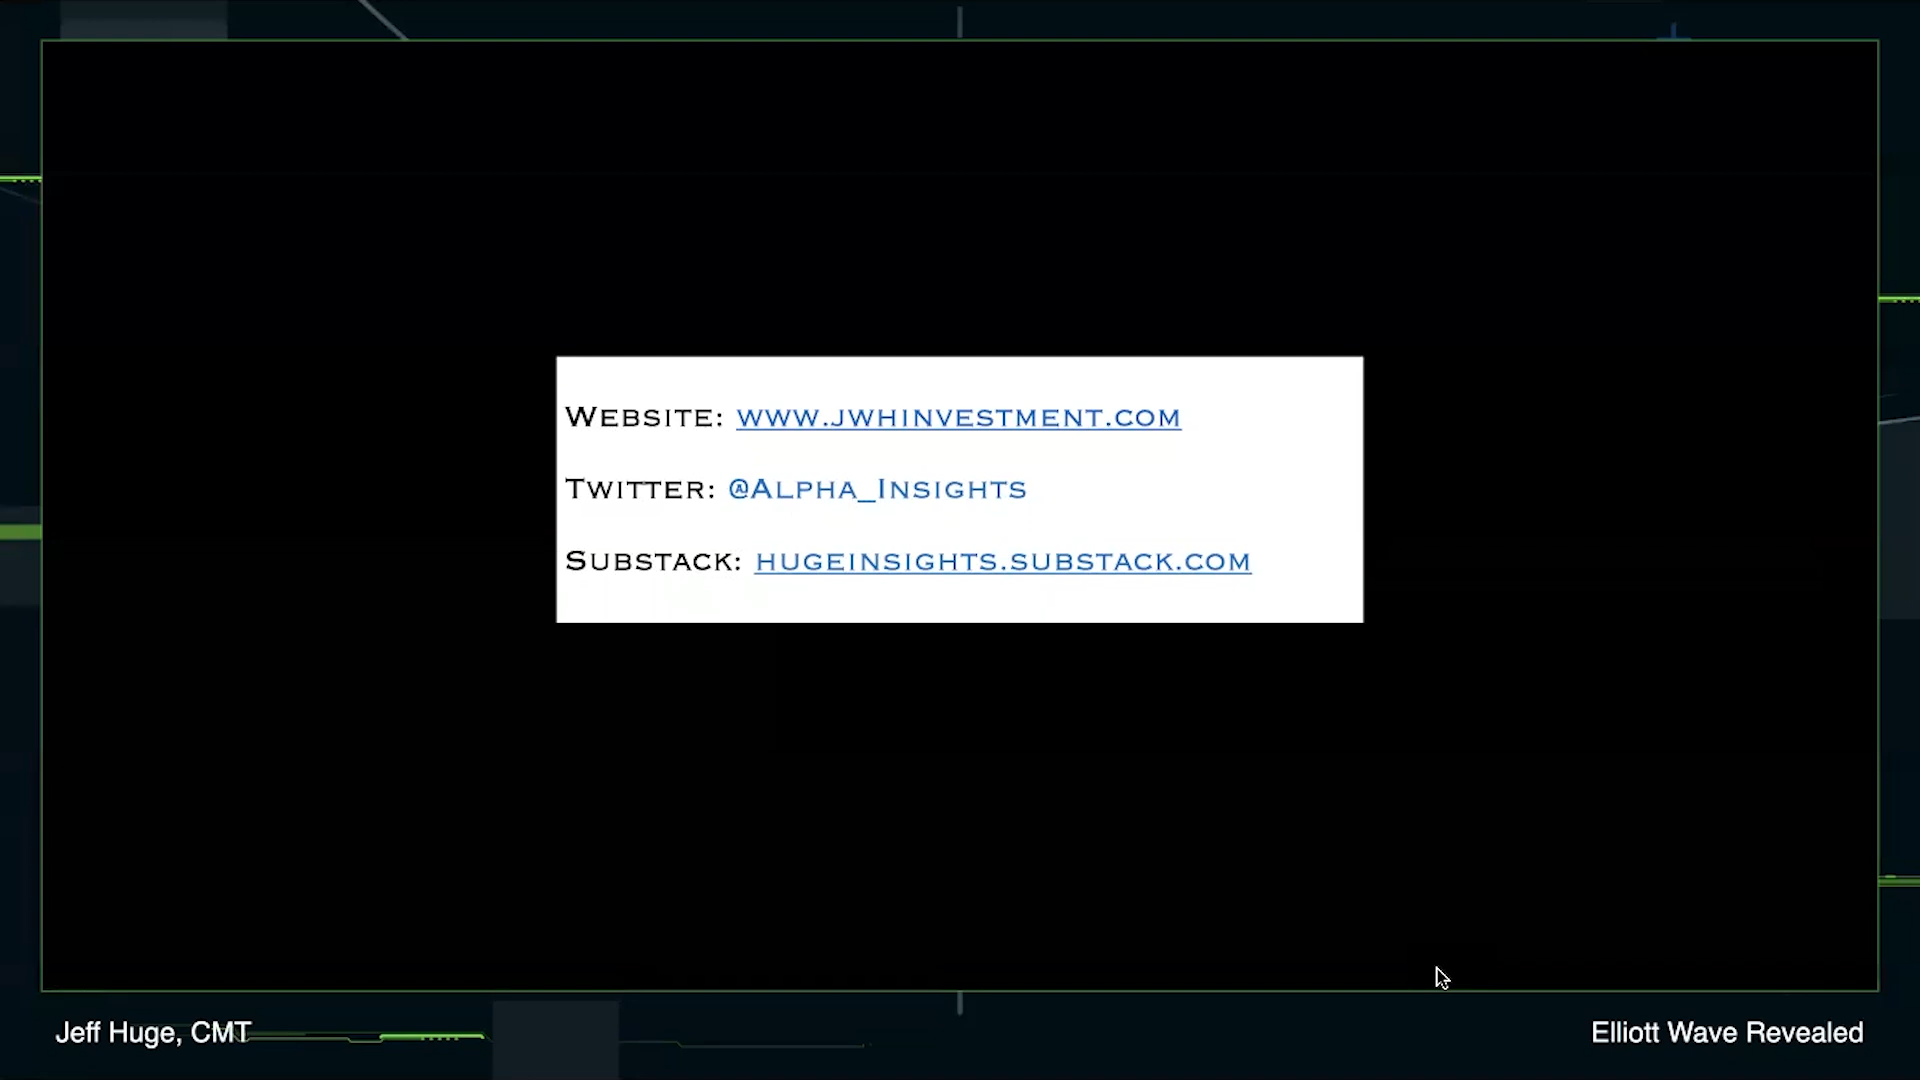 Website: www.jwhinvestment.com
Twitter: @Alpha_Insights
Substack: hugeinsights.substack.com
Jeff Huge, CMT
Elliott Wave Revealed